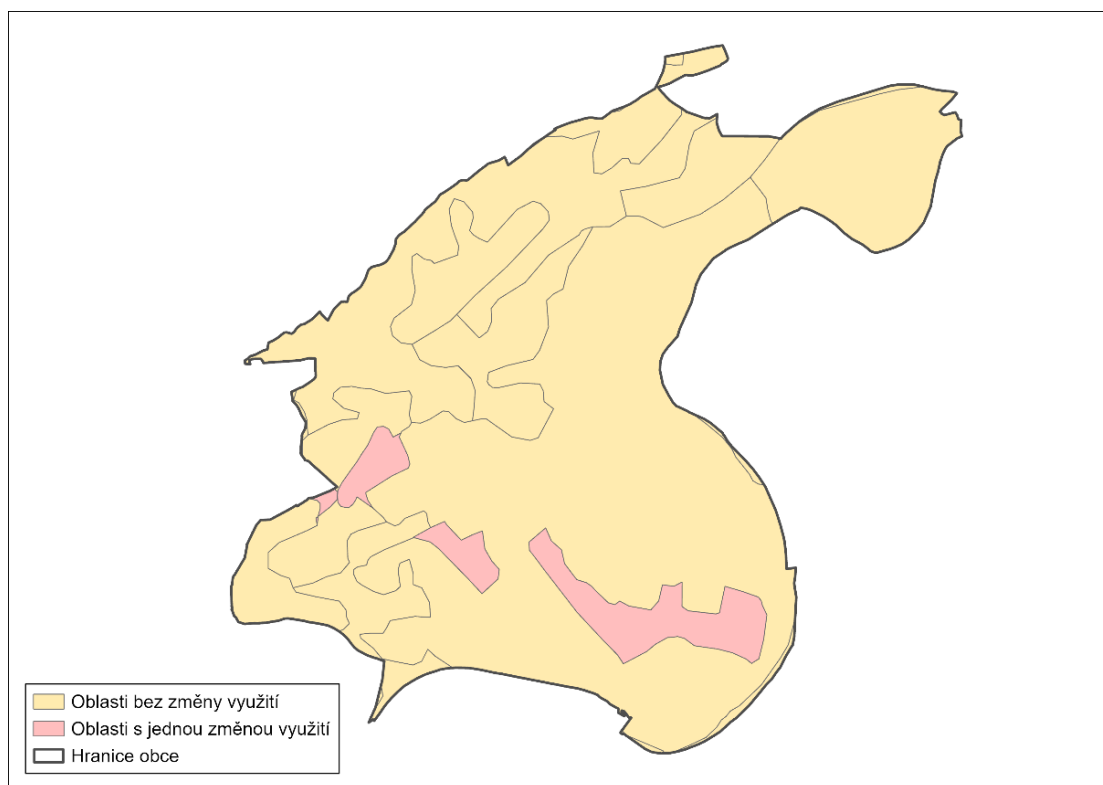 Oblasti bez změny využití
Oblasti s jednou změnou využití
Hranice obce